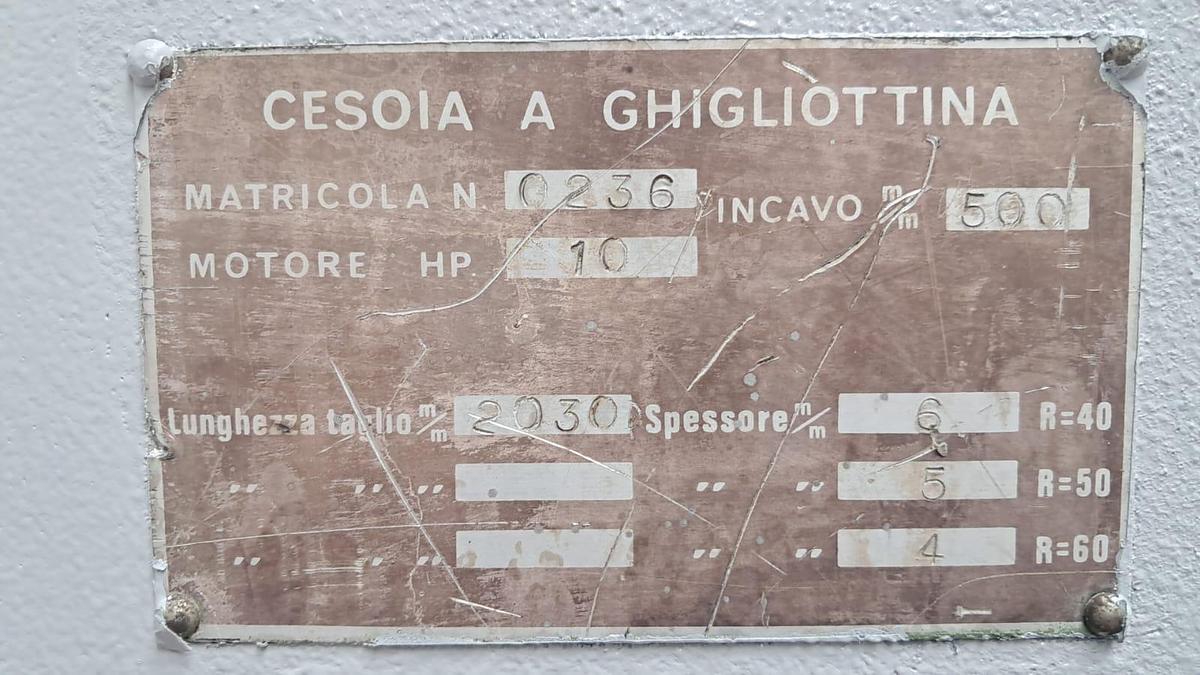 CESOIA A GHIGLIOTTINA
MATRICOLA N. 0236 INCAVO m/m 500
MOTORE HP. 10
Lunghezza taglio m/m 2030 Spessore m/m 6 R=40
" " " " " 5 R=50
" " " " " 4 R=60